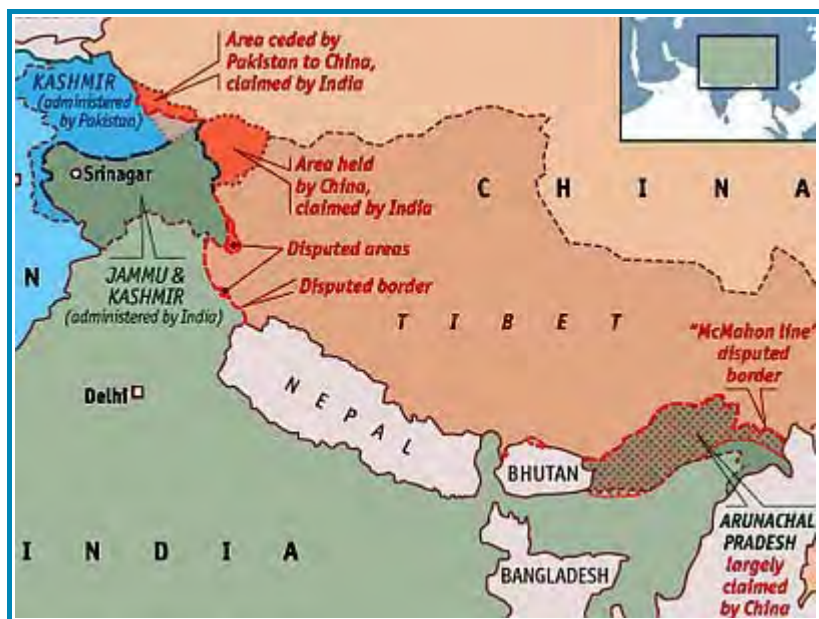 Area ceded by
Pakistan to China,
claimed by India
KASHMIR
(administered
by Pakistan)
Srinagar
Area held
by China,
claimed by India
C H I N A
Disputed areas
N
JAMMU &
KASHMIR
(administered by India)
Disputed border
T I B E T
"McMahon line"
disputed
border
Delhi
N E P A L
BHUTAN
ARUNACHAL
PRADESH
largely
claimed
by China
I N D I A
BANGLADESH